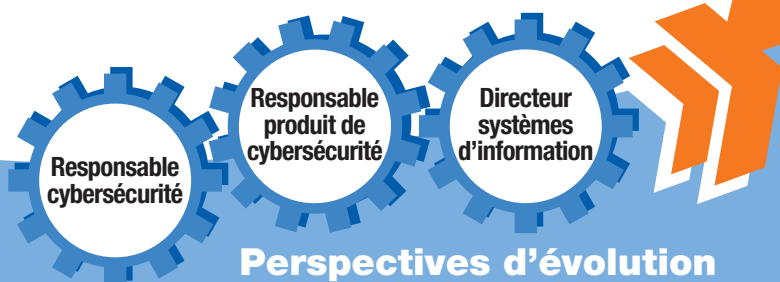 Responsable
cybersécurité
Responsable
produit de
cybersécurité
Directeur
systèmes
d'information
Perspectives d'évolution